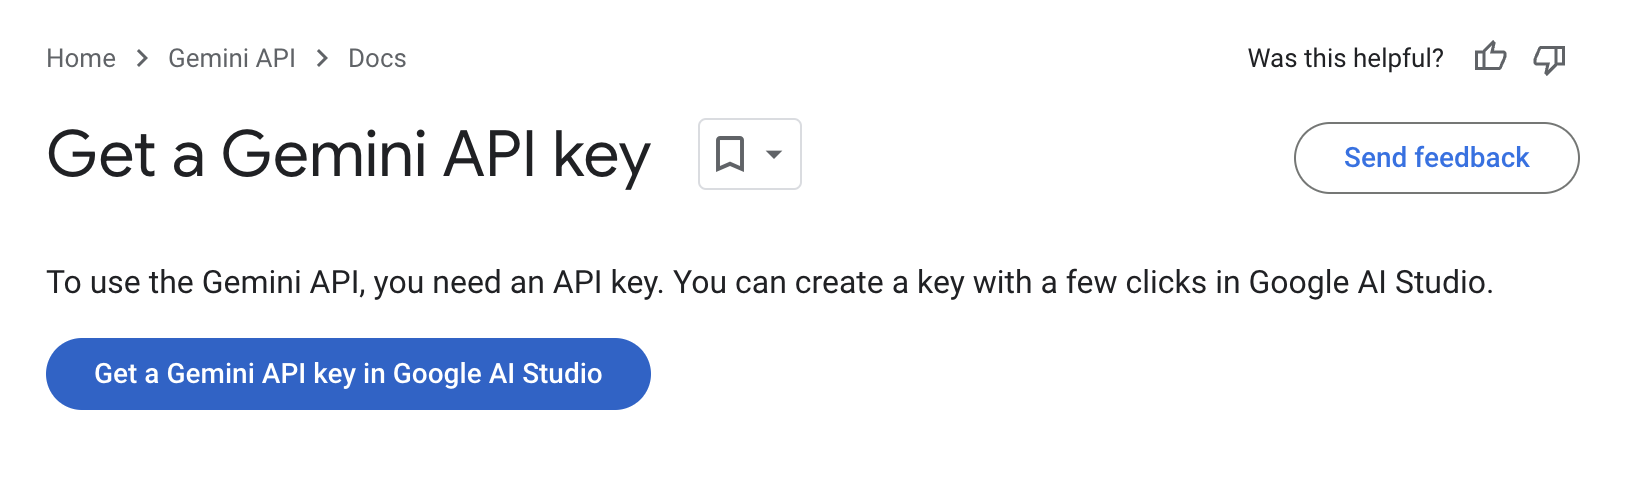 Home > Gemini API > Docs
Was this helpful?
Get a Gemini API key
Send feedback
To use the Gemini API, you need an API key. You can create a key with a few clicks in Google AI Studio.
Get a Gemini API key in Google AI Studio